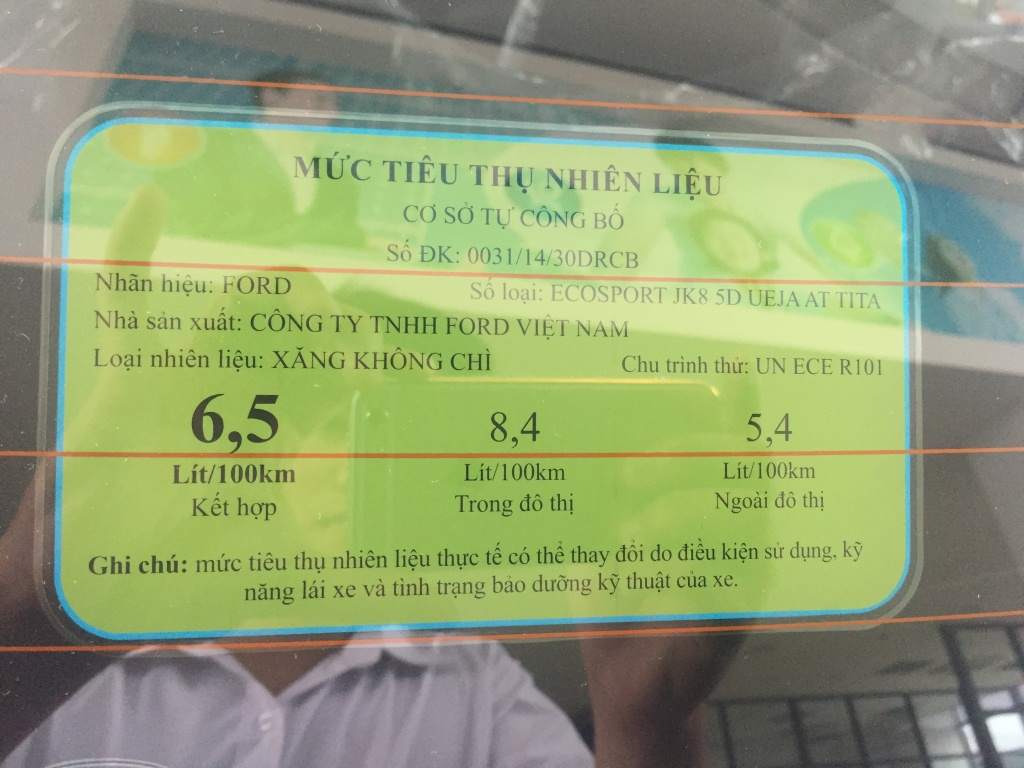 MỨC TIÊU THỤ NHIÊN LIỆU
CƠ SỞ TỰ CÔNG BỐ
Số ĐK: 0031/14/30DRCB
Nhãn hiệu: FORD Số loại: ECOSPORT JK8 5D UEJA AT TITA
Nhà sản xuất: CÔNG TY TNHH FORD VIỆT NAM
Loại nhiên liệu: XĂNG KHÔNG CHÌ Chu trình thử: UN ECE R101
6,5 8,4 5,4
Lít/100km Lít/100km Lít/100km
Kết hợp Trong đô thị Ngoài đô thị
Ghi chú: mức tiêu thụ nhiên liệu thực tế có thể thay đổi do điều kiện sử dụng, kỹ
năng lái xe và tình trạng bảo dưỡng kỹ thuật của xe.